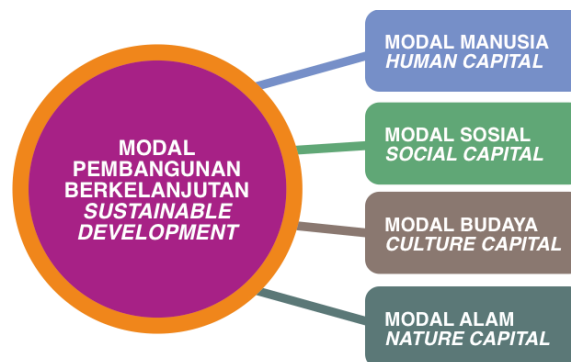 MODAL
PEMBANGUNAN
BERKELANJUTAN
SUSTAINABLE
DEVELOPMENT
MODAL MANUSIA
HUMAN CAPITAL
MODAL SOSIAL
SOCIAL CAPITAL
MODAL BUDAYA
CULTURE CAPITAL
MODAL ALAM
NATURE CAPITAL